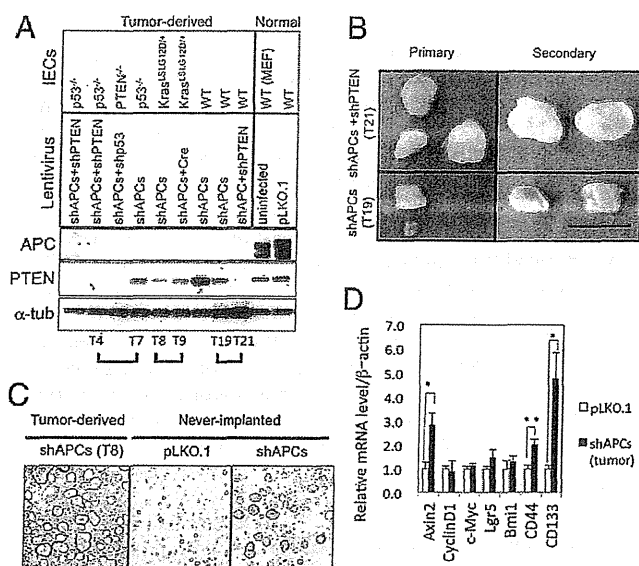 A
Tumor-derived
Normal
IECs
p53-/-
p53-/-
PTEN-/-
p53-/-
KrasLSLG12D/+
KrasLSLG12D/+
WT
WT
WT
WT (MEF)
WT
Lentivirus
shAPCs+shPTEN
shAPCs+shPTEN
shAPCs+shp53
shAPCs
shAPCs
shAPCs+Cre
shAPCs
shAPCs
shAPC+shPTEN
uninfected
pLKO.1
APC
PTEN
α-tub
T4 T7 T8 T9 T19 T21
B
Primary
Secondary
shAPCs +shPTEN
(T21)
shAPCs
(T19)
C
Tumor-derived
Never-implanted
shAPCs (T8)
pLKO.1
shAPCs
D
Relative mRNA level/β-actin
7.0
6.0
5.0
4.0
3.0
2.0
1.0
0.0
*
**
*
Axin2
CyclinD1
c-Myc
Lgr5
Bmi1
CD44
CD133
pLKO.1
shAPCs
(tumor)